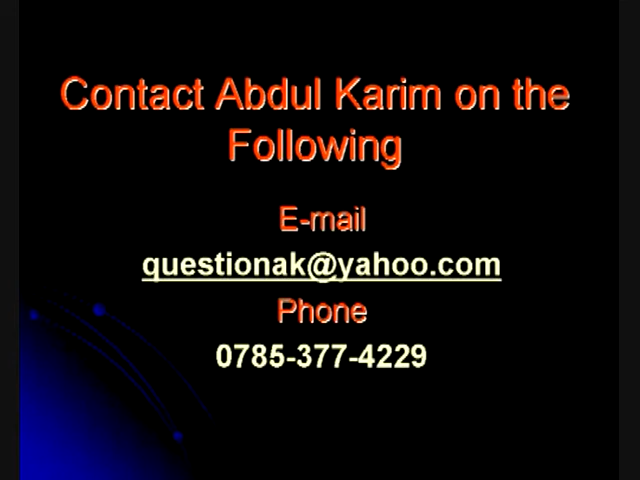 Contact Abdul Karim on the
Following
E-mail
questionak@yahoo.com
Phone
0785-377-4229